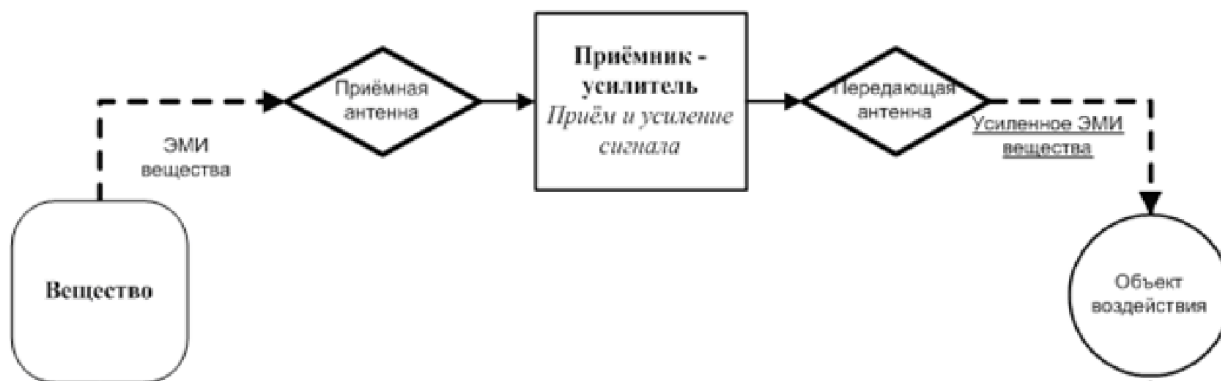 Вещество
ЭМИ
вещества
Приёмная
антенна
Приёмник -
усилитель
Приём и усиление
сигнала
Передающая
антенна
Усиленное ЭМИ
вещества
Объект
воздействия